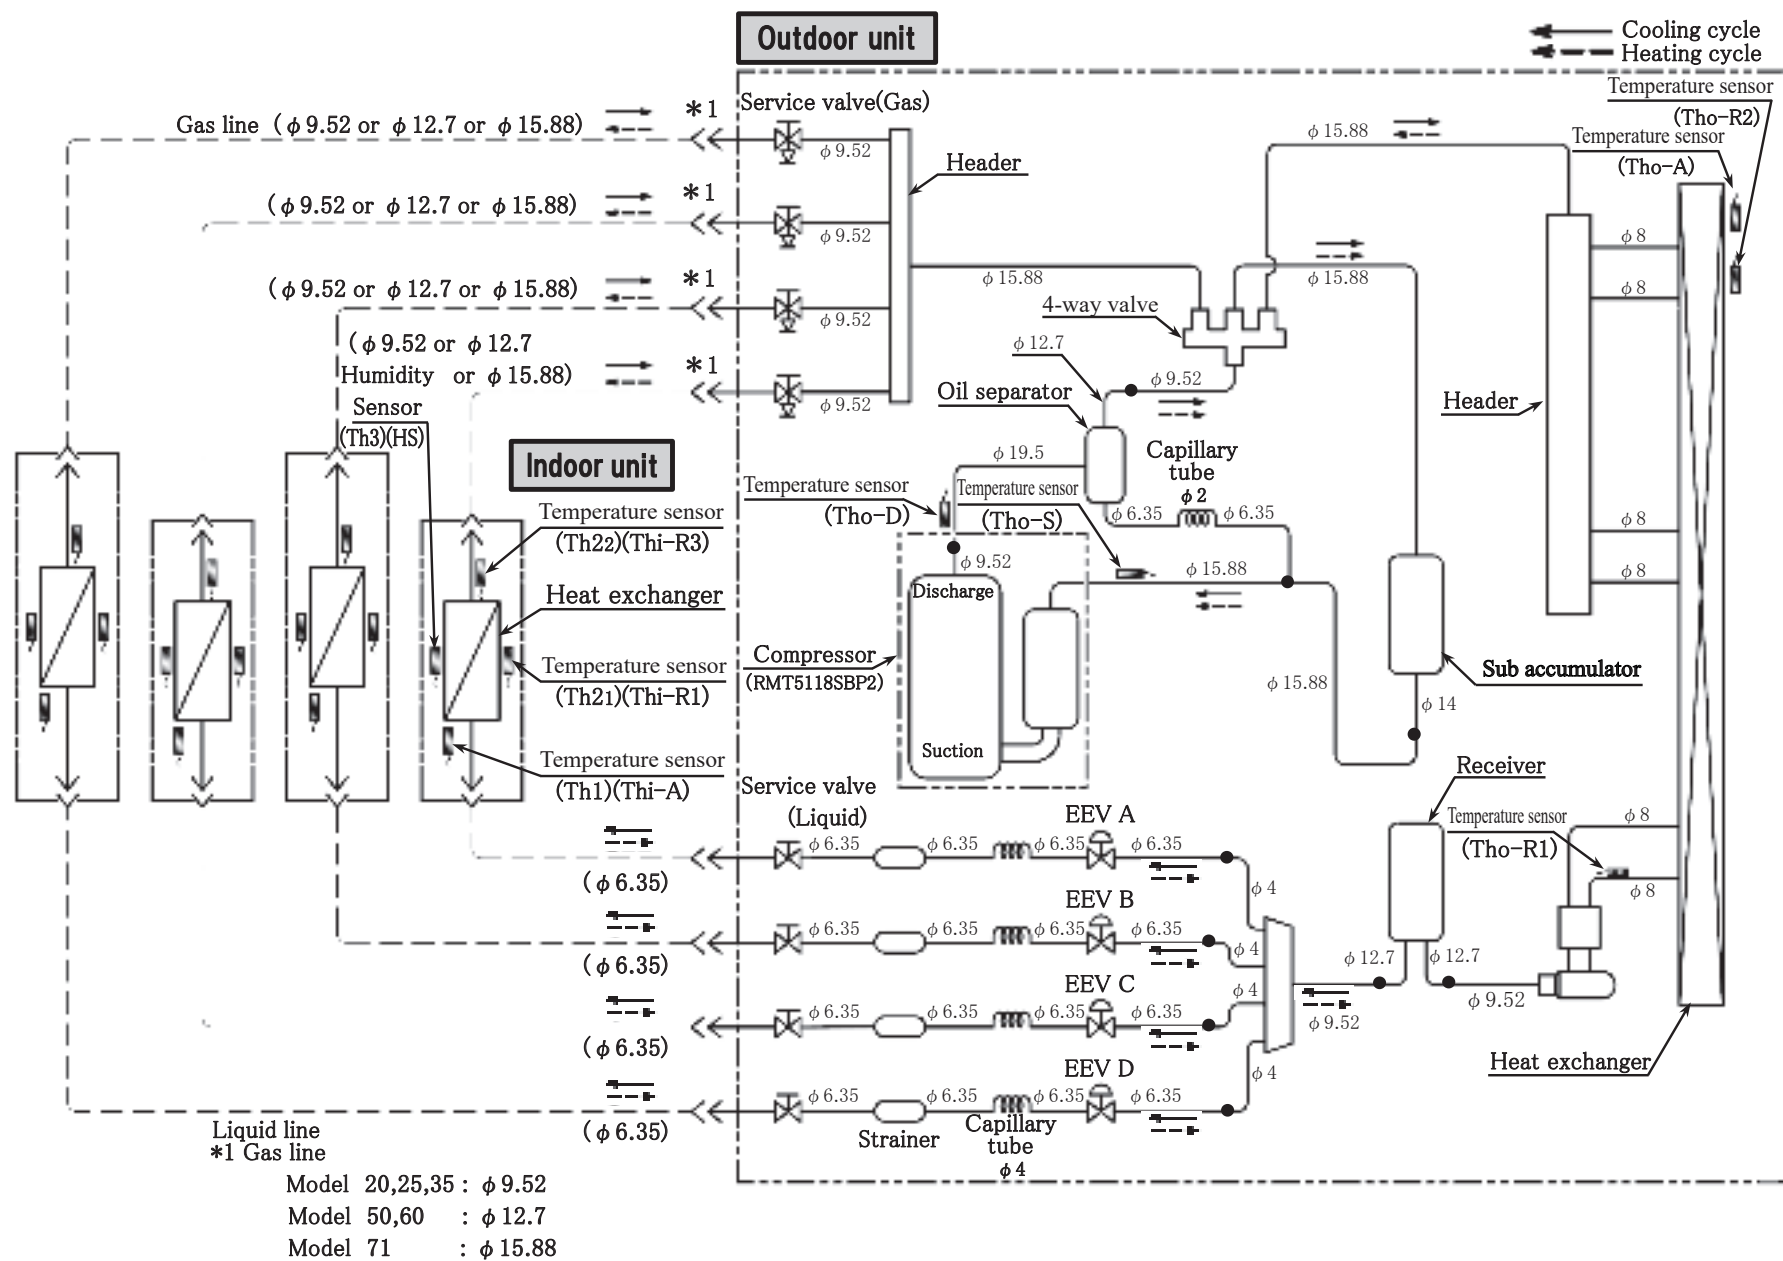 Outdoor unit
Cooling cycle
Heating cycle
Temperature sensor
(Tho-R2)
Temperature sensor
(Tho-A)
Service valve(Gas)
Gas line (φ9.52 or φ12.7 or φ15.88)
*1
φ9.52
Header
φ15.88
(φ9.52 or φ12.7 or φ15.88)
*1
φ9.52
φ8
φ15.88
φ15.88
(φ9.52 or φ12.7 or φ15.88)
*1
φ9.52
φ8
4-way valve
(φ9.52 or φ12.7
Humidity or φ15.88)
*1
φ9.52
φ12.7
φ9.52
Oil separator
Header
Sensor
(Th3)(HS)
Indoor unit
φ19.5
Capillary
tube
φ2
φ6.35
φ6.35
Temperature sensor
(Tho-D)
Temperature sensor
(Tho-S)
Temperature sensor
(Th22)(Thi-R3)
φ8
φ9.52
φ15.88
φ8
Discharge
Heat exchanger
Temperature sensor
(Th21)(Thi-R1)
Compressor
(RMT5118SBP2)
φ15.88
Sub accumulator
φ14
Suction
Temperature sensor
(Th1)(Thi-A)
Receiver
Service valve
(Liquid)
EEV A
Temperature sensor
(Tho-R1)
φ8
φ8
φ6.35
φ6.35
φ6.35
φ6.35
(φ6.35)
φ4
EEV B
φ6.35
φ6.35
φ6.35
φ6.35
(φ6.35)
φ4
φ12.7
φ12.7
EEV C
φ4
φ9.52
φ6.35
φ6.35
φ6.35
φ6.35
φ9.52
(φ6.35)
EEV D
φ4
Heat exchanger
φ6.35
φ6.35
φ6.35
φ6.35
(φ6.35)
Strainer
Capillary
tube
φ4
Liquid line
*1 Gas line
Model 20,25,35 : φ9.52
Model 50,60 : φ12.7
Model 71 : φ15.88